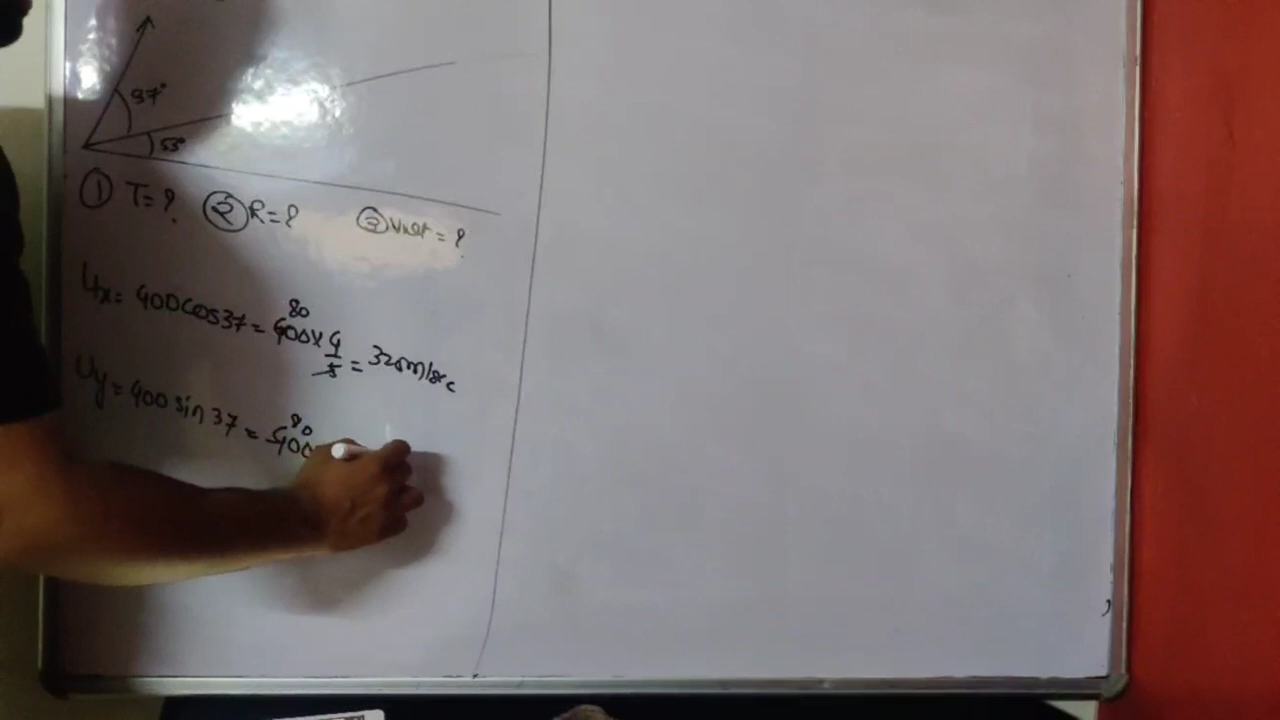 37°
53°
① T=? ② R=? ③ Vnet = ?
Ux= 400cos37 = 400x 4/5 = 320m/sec
80
Uy = 400 sin 37 = 400
80